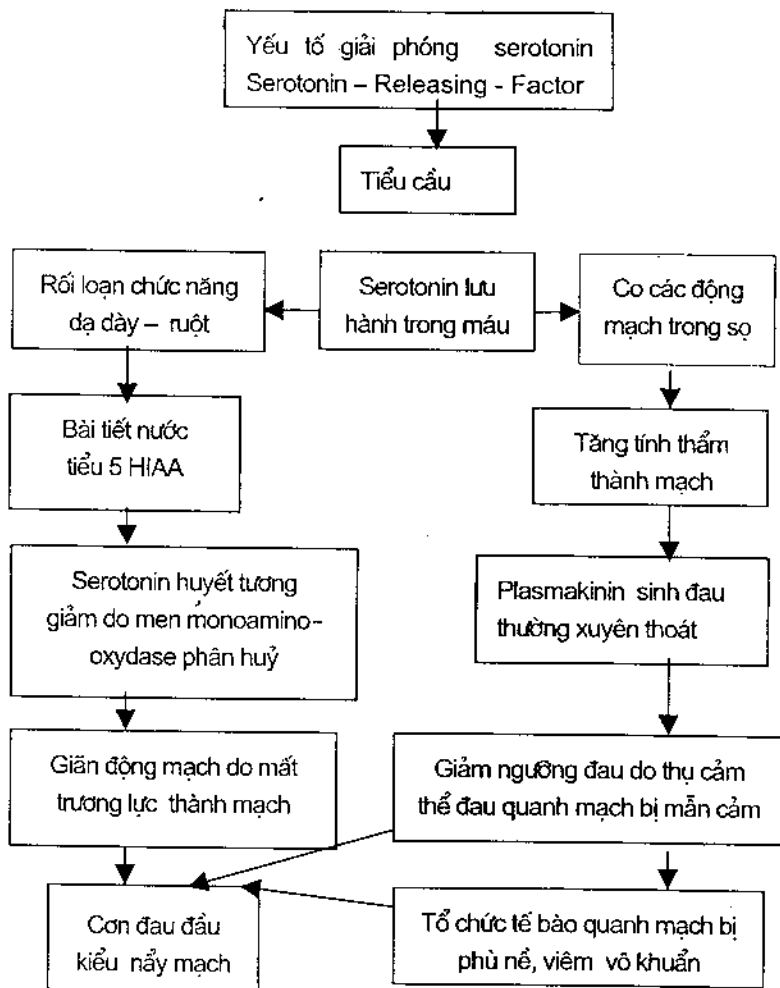 Yếu tố giải phóng serotonin
Serotonin – Releasing - Factor
Tiểu cầu
Rối loạn chức năng
dạ dày – ruột
Serotonin lưu
hành trong máu
Co các động
mạch trong sọ
Bài tiết nước
tiểu 5 HIAA
Tăng tính thẩm
thành mạch
Serotonin huyết tương
giảm do men monoamino-
oxydase phân huỷ
Plasmakinin sinh đau
thường xuyên thoát
Giãn động mạch do mất
trương lực thành mạch
Giảm ngưỡng đau do thụ cảm
thể đau quanh mạch bị mẫn cảm
Cơn đau đầu
kiểu nẩy mạch
Tổ chức tế bào quanh mạch bị
phù nề, viêm vô khuẩn